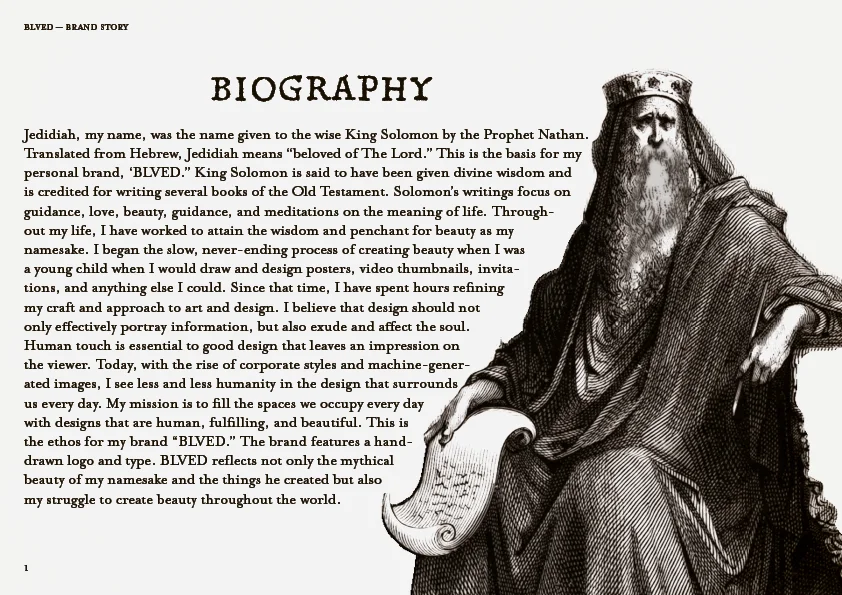 BLVED — BRAND STORY
BIOGRAPHY
Jedidiah, my name, was the name given to the wise King Solomon by the Prophet Nathan.
Translated from Hebrew, Jedidiah means “beloved of The Lord.” This is the basis for my
personal brand, ‘BLVED.” King Solomon is said to have been given divine wisdom and
is credited for writing several books of the Old Testament. Solomon’s writings focus on
guidance, love, beauty, guidance, and meditations on the meaning of life. Through-
out my life, I have worked to attain the wisdom and penchant for beauty as my
namesake. I began the slow, never-ending process of creating beauty when I was
a young child when I would draw and design posters, video thumbnails, invita-
tions, and anything else I could. Since that time, I have spent hours refining
my craft and approach to art and design. I believe that design should not
only effectively portray information, but also exude and affect the soul.
Human touch is essential to good design that leaves an impression on
the viewer. Today, with the rise of corporate styles and machine-gener-
ated images, I see less and less humanity in the design that surrounds
us every day. My mission is to fill the spaces we occupy every day
with designs that are human, fulfilling, and beautiful. This is
the ethos for my brand “BLVED.” The brand features a hand-
drawn logo and type. BLVED reflects not only the mythical
beauty of my namesake and the things he created but also
my struggle to create beauty throughout the world.
1